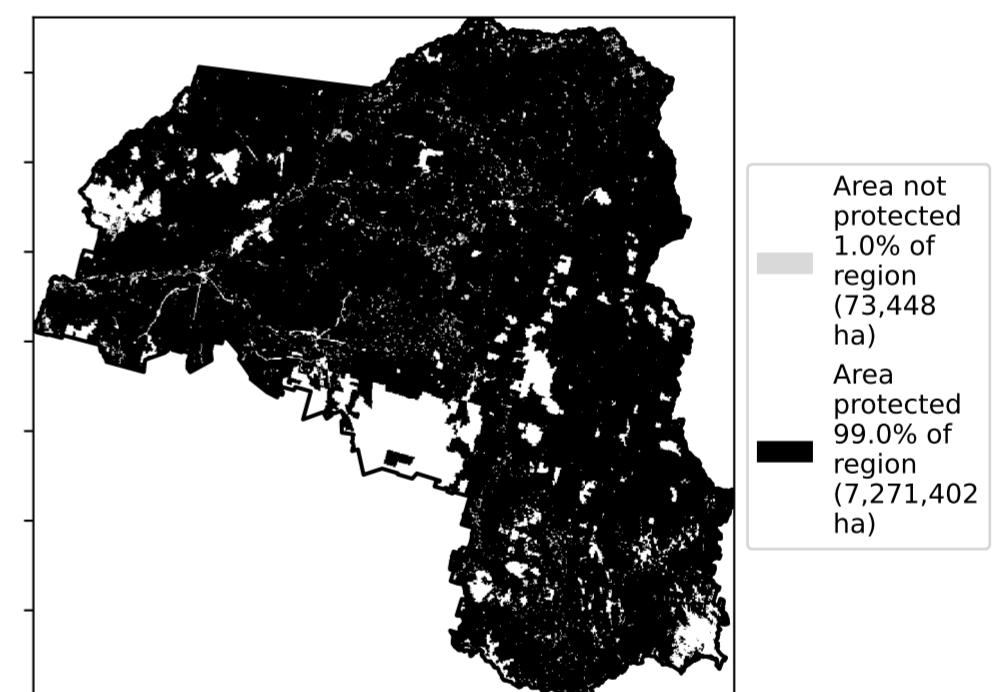 Area not
protected
1.0% of
region
(73,448
ha)
Area
protected
99.0% of
region
(7,271,402
ha)